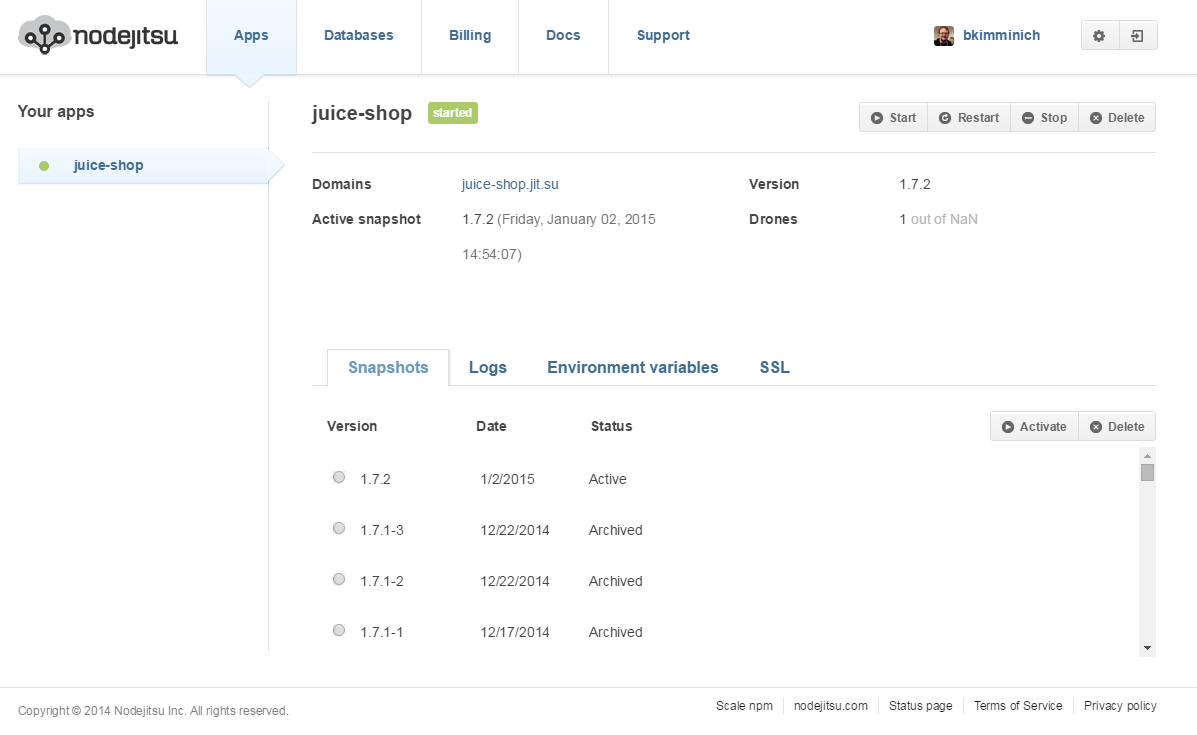 nodejitsu Apps Databases Billing Docs Support bkimminich
Your apps
juice-shop
juice-shop started Start Restart Stop Delete
Domains juice-shop.jit.su Version 1.7.2
Active snapshot 1.7.2 (Friday, January 02, 2015 Drones 1 out of NaN
14:54:07)
Snapshots Logs Environment variables SSL
Version Date Status Activate Delete
1.7.2 1/2/2015 Active
1.7.1-3 12/22/2014 Archived
1.7.1-2 12/22/2014 Archived
1.7.1-1 12/17/2014 Archived
Copyright © 2014 Nodejitsu Inc. All rights reserved. Scale npm nodejitsu.com Status page Terms of Service Privacy policy